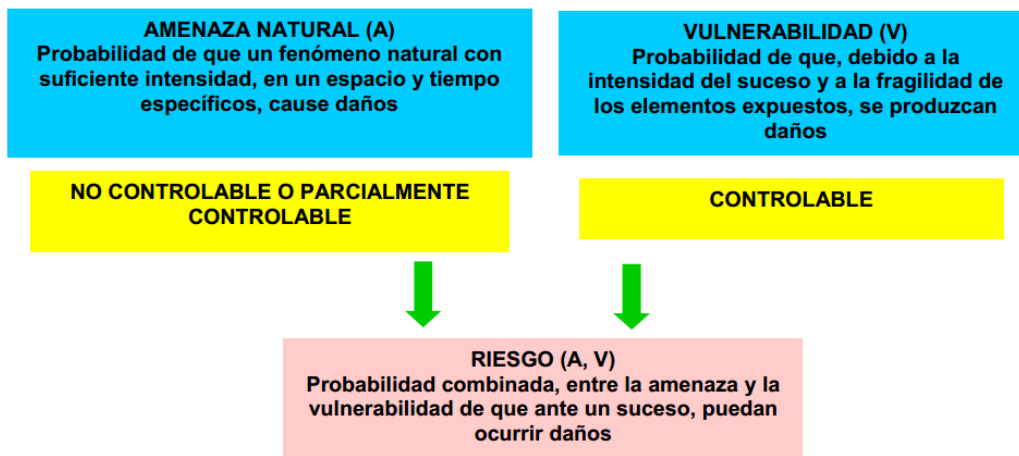 AMENAZA NATURAL (A)
Probabilidad de que un fenómeno natural con
suficiente intensidad, en un espacio y tiempo
específicos, cause daños
VULNERABILIDAD (V)
Probabilidad de que, debido a la
intensidad del suceso y a la fragilidad de
los elementos expuestos, se produzcan
daños
NO CONTROLABLE O PARCIALMENTE
CONTROLABLE
CONTROLABLE
RIESGO (A, V)
Probabilidad combinada, entre la amenaza y la
vulnerabilidad de que ante un suceso, puedan
ocurrir daños